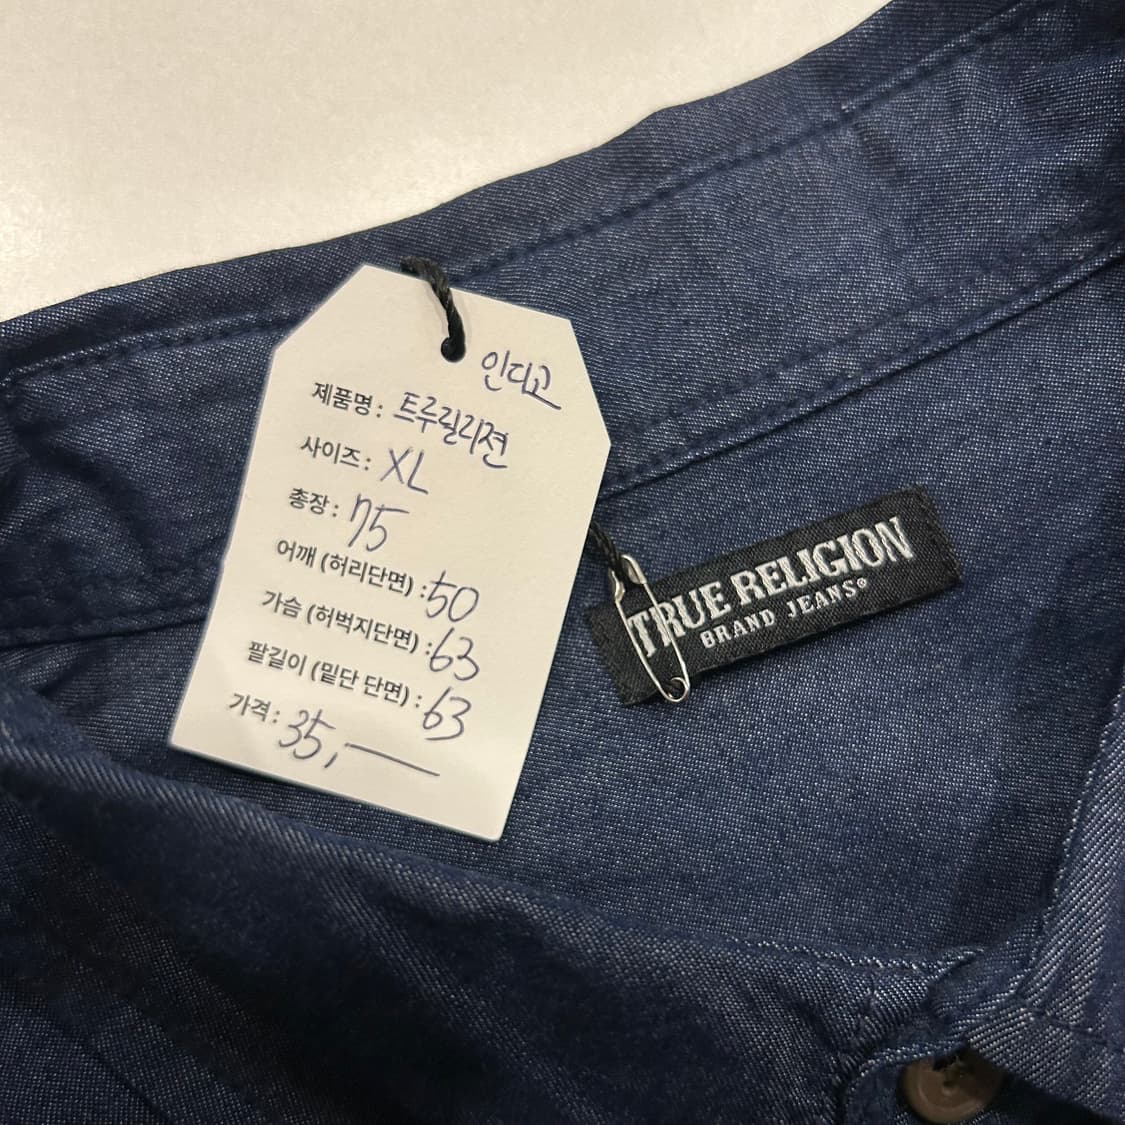 인디고
제품명: 트루릴리젼
사이즈: XL
총장: 75
어깨 (허리단면) : 50
가슴 (허벅지단면) : 63
팔길이 (밑단 단면) : 63
가격: 35,—
TRUE RELIGION
BRAND JEANS®